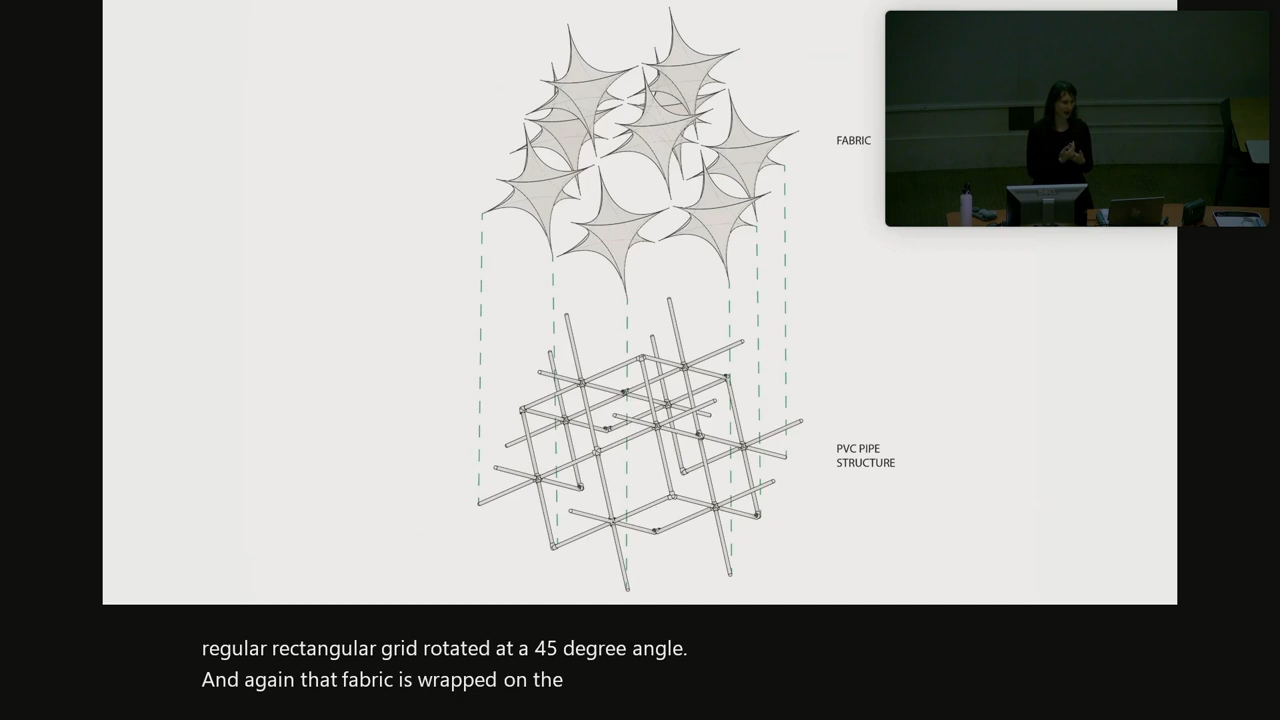 FABRIC
PVC PIPE
STRUCTURE
regular rectangular grid rotated at a 45 degree angle.
And again that fabric is wrapped on the